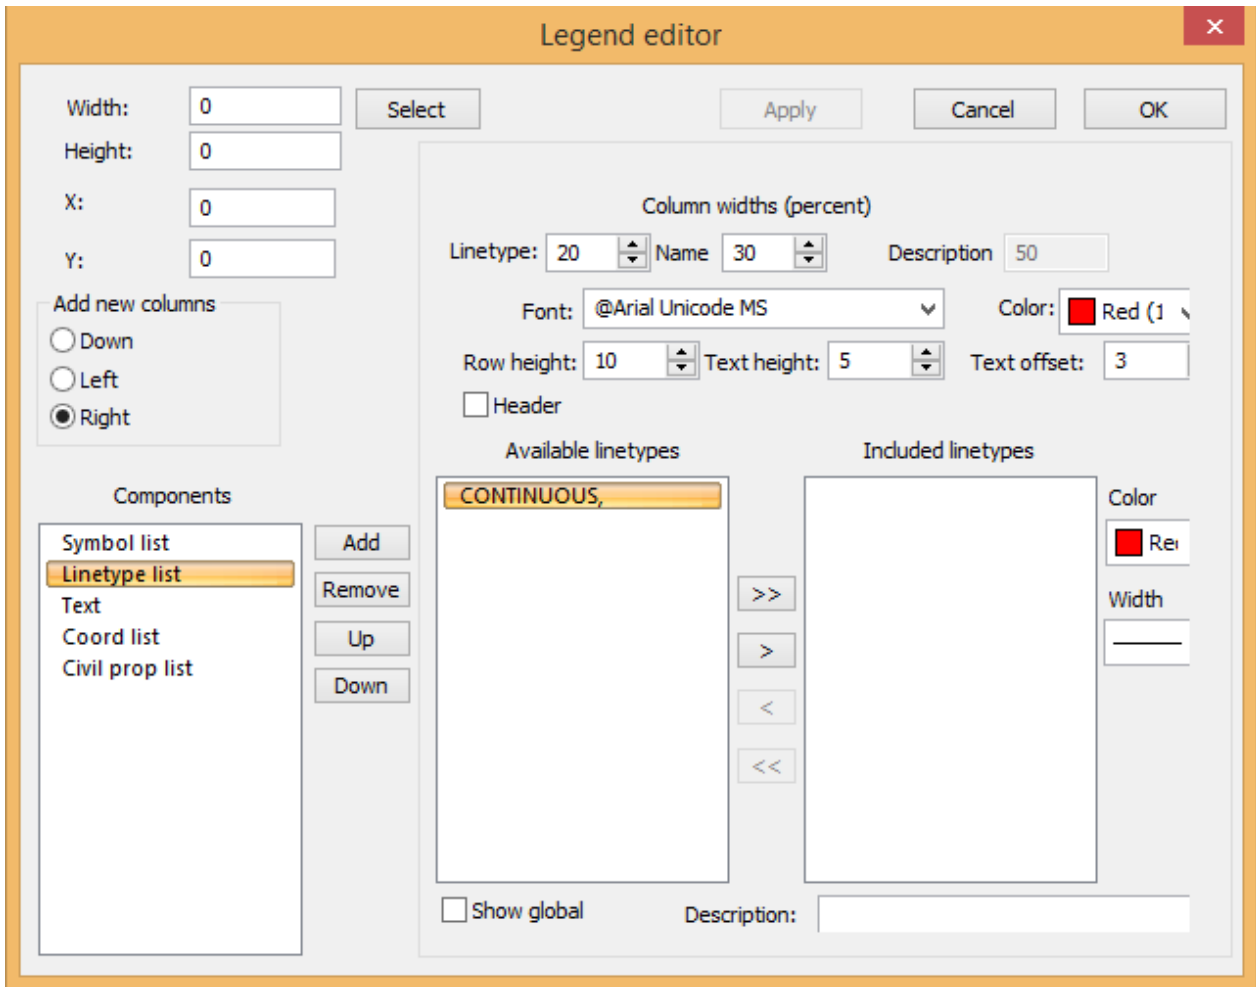 Legend editor
Width: 0 Select Apply Cancel OK
Height: 0
X: 0
Y: 0
Add new columns
Down
Left
Right
Column widths (percent)
Linetype: 20 Name 30 Description 50
Font: @Arial Unicode MS Color: Red (1
Row height: 10 Text height: 5 Text offset: 3
Header
Components
Symbol list
Linetype list
Text
Coord list
Civil prop list
Add
Remove
Up
Down
Available linetypes
CONTINUOUS,
>>
>
<
<<
Included linetypes
Color
Re
Width
Show global
Description: